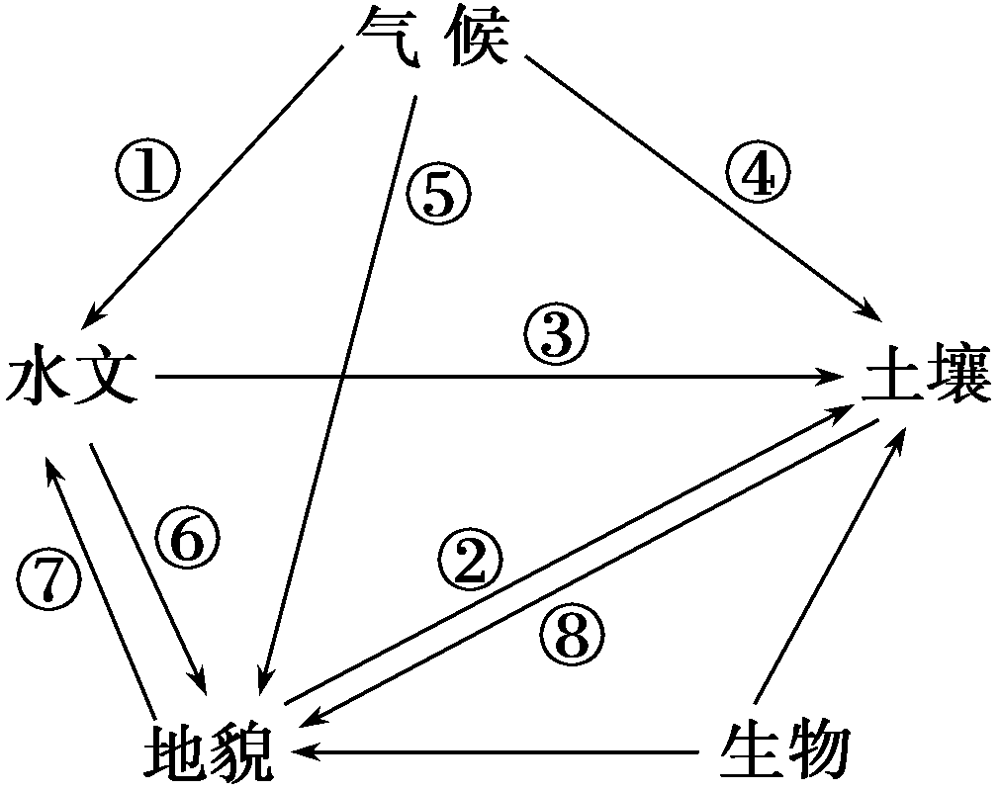 气候
①
④
⑤
③
水文
土壤
⑥
②
⑦
⑧
地貌
生物